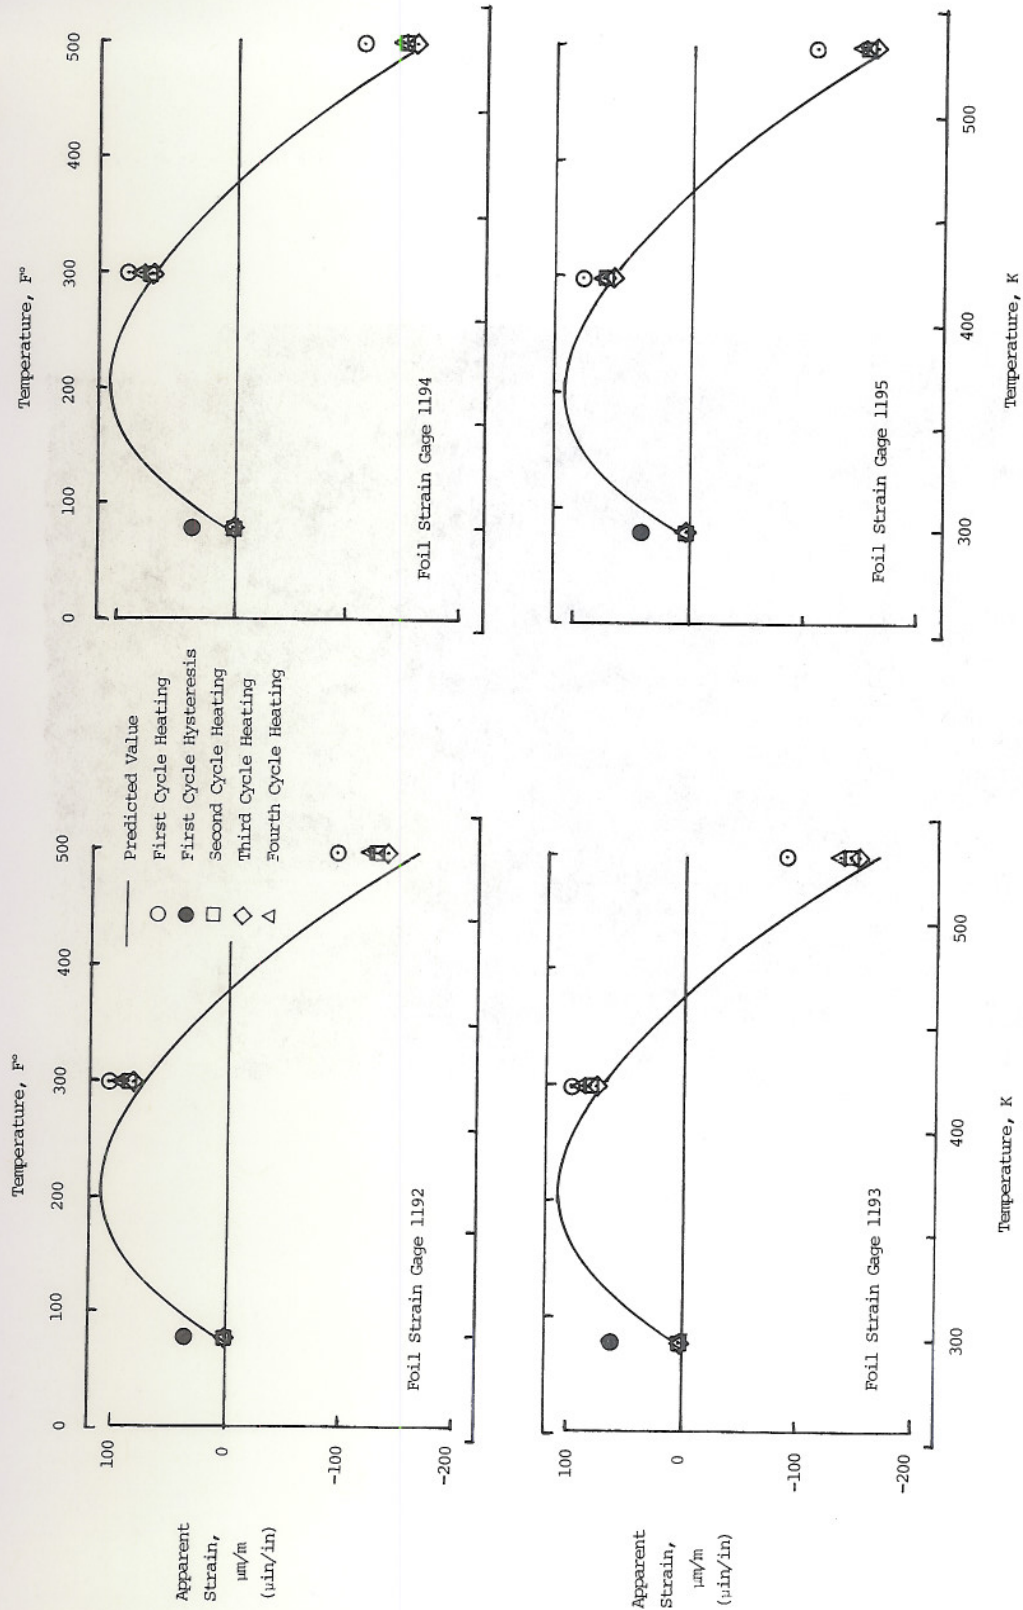 Temperature, F°
0
100
200
300
400
500
Temperature, F°
0
100
200
300
400
500
Predicted Value
First Cycle Heating
First Cycle Hysteresis
Second Cycle Heating
Third Cycle Heating
Fourth Cycle Heating
Apparent
Strain,
μm/m
(μin/in)
100
0
-100
-200
Foil Strain Gage 1192
Foil Strain Gage 1194
Apparent
Strain,
μm/m
(μin/in)
100
0
-100
-200
Foil Strain Gage 1193
Foil Strain Gage 1195
300
400
500
Temperature, K
300
400
500
Temperature, K